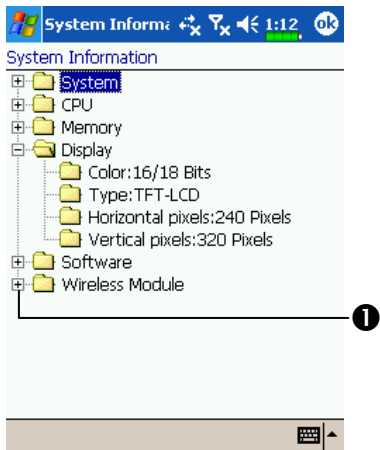 System Informa 1:12 ok
System Information
System
CPU
Memory
Display
Color:16/18 Bits
Type:TFT-LCD
Horizontal pixels:240 Pixels
Vertical pixels:320 Pixels
Software
Wireless Module
1